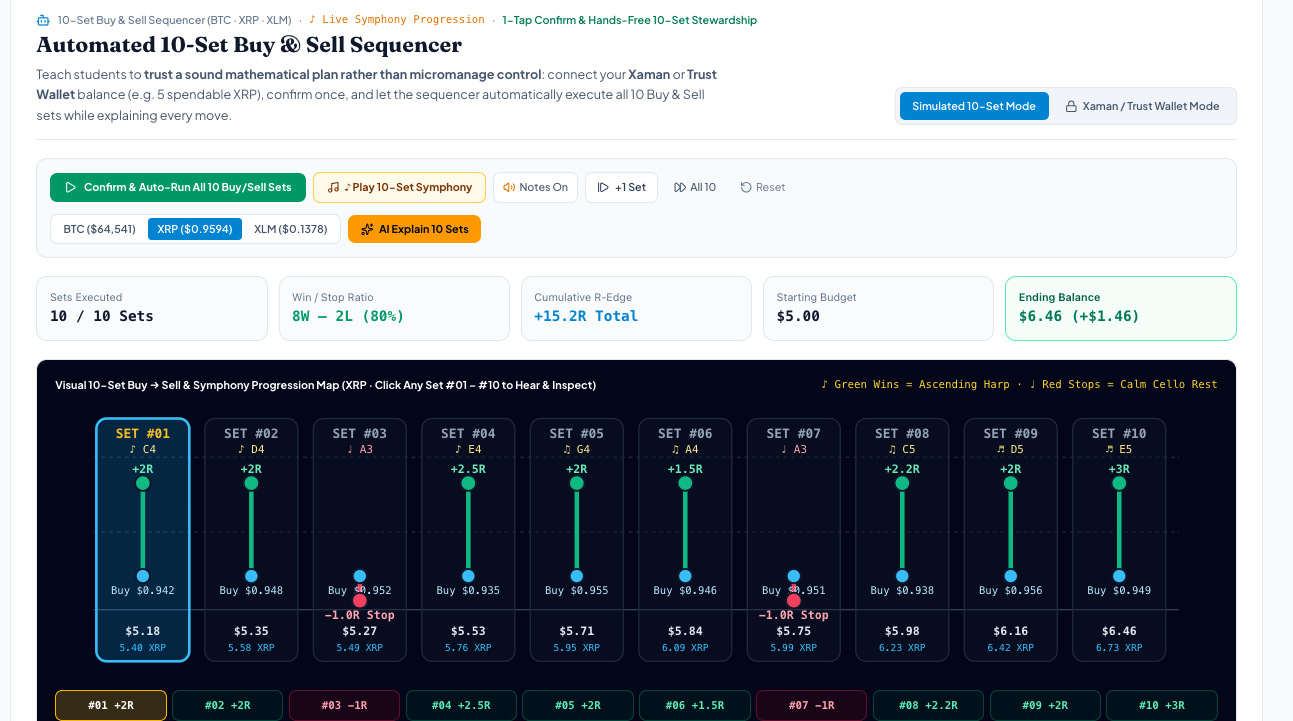 10-Set Buy & Sell Sequencer (BTC · XRP · XLM) · ♪ Live Symphony Progression · 1-Tap Confirm & Hands-Free 10-Set Stewardship
Automated 10-Set Buy & Sell Sequencer
Teach students to trust a sound mathematical plan rather than micromanage control: connect your Xaman or Trust
Wallet balance (e.g. 5 spendable XRP), confirm once, and let the sequencer automatically execute all 10 Buy & Sell
sets while explaining every move.
Simulated 10-Set Mode Xaman / Trust Wallet Mode
Confirm & Auto-Run All 10 Buy/Sell Sets ♪ Play 10-Set Symphony Notes On +1 Set All 10 Reset
BTC ($64,541) XRP ($0.9594) XLM ($0.1378) AI Explain 10 Sets
Sets Executed Win / Stop Ratio Cumulative R-Edge Starting Budget Ending Balance
10 / 10 Sets 8W — 2L (80%) +15.2R Total $5.00 $6.46 (+$1.46)
Visual 10-Set Buy → Sell & Symphony Progression Map (XRP · Click Any Set #01 – #10 to Hear & Inspect) ♪ Green Wins = Ascending Harp · ♩ Red Stops = Calm Cello Rest
SET #01 SET #02 SET #03 SET #04 SET #05 SET #06 SET #07 SET #08 SET #09 SET #10
♪ C4 ♪ D4 ♩ A3 ♪ E4 ♫ G4 ♫ A4 ♩ A3 ♫ C5 ♬ D5 ♬ E5
+2R +2R +2.5R +2R +1.5R +2.2R +2R +3R
Buy $0.942 Buy $0.948 Buy $0.952 Buy $0.935 Buy $0.955 Buy $0.946 Buy $0.951 Buy $0.938 Buy $0.956 Buy $0.949
−1.0R Stop −1.0R Stop
$5.18 $5.35 $5.27 $5.53 $5.71 $5.84 $5.75 $5.98 $6.16 $6.46
5.40 XRP 5.58 XRP 5.49 XRP 5.76 XRP 5.95 XRP 6.09 XRP 5.99 XRP 6.23 XRP 6.42 XRP 6.73 XRP
#01 +2R #02 +2R #03 −1R #04 +2.5R #05 +2R #06 +1.5R #07 −1R #08 +2.2R #09 +2R #10 +3R